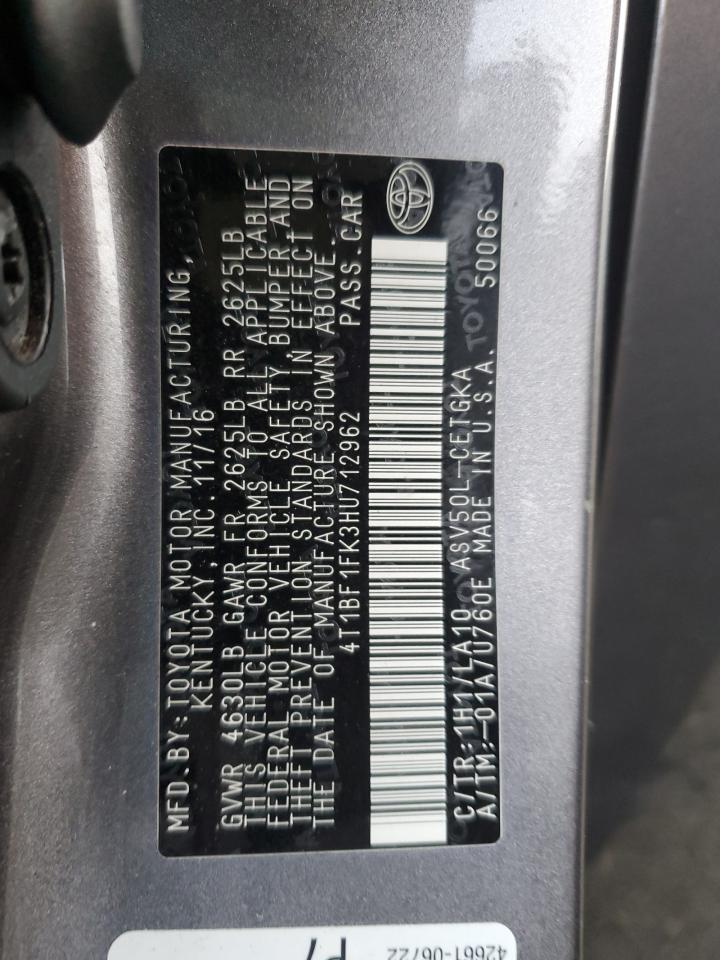 MFD.BY:TOYOTA MOTOR MANUFACTURING,
KENTUCKY,INC.11/16
GVWR 4630LB GAWR FR 2625LB RR 2625LB
THIS VEHICLE CONFORMS TO ALL APPLICABLE
FEDERAL MOTOR VEHICLE SAFETY, BUMPER AND
THEFT PREVENTION STANDARDS IN EFFECT ON
THE DATE OF MANUFACTURE SHOWN ABOVE.
4T1BF1FK3HU712962 PASS.CAR
C/TR:1H1/LA10 ASV50L-CETGKA
A/TM:-01A/U760E MADE IN U.S.A. 50066
TOYOTA
42661-06722